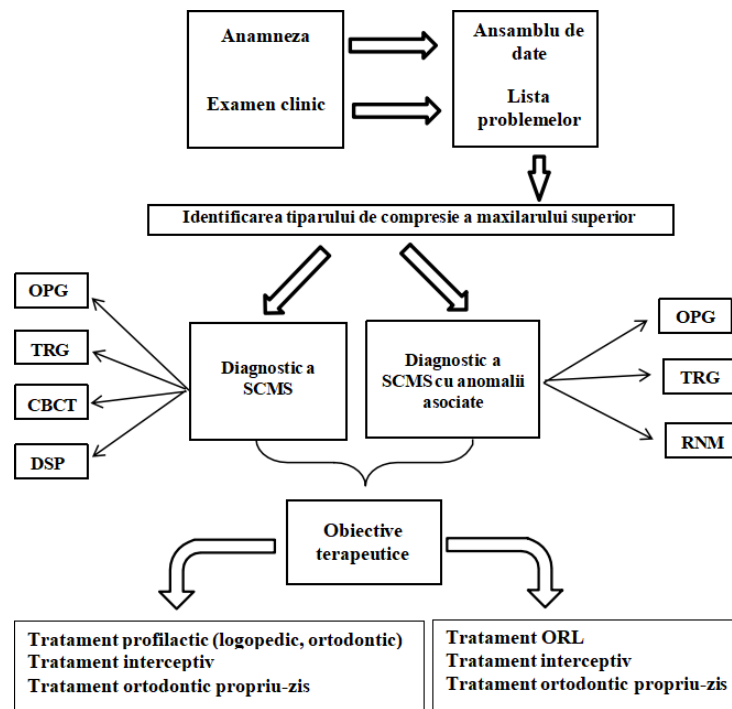 Anamneza
Examen clinic
Ansamblu de
date
Lista
problemelor
Identificarea tiparului de compresie a maxilarului superior
OPG
TRG
CBCT
DSP
Diagnostic a
SCMS
Diagnostic a
SCMS cu anomalii
asociate
OPG
TRG
RNM
Obiective
terapeutice
Tratament profilactic (logopedic, ortodontic)
Tratament interceptiv
Tratament ortodontic propriu-zis
Tratament ORL
Tratament interceptiv
Tratament ortodontic propriu-zis